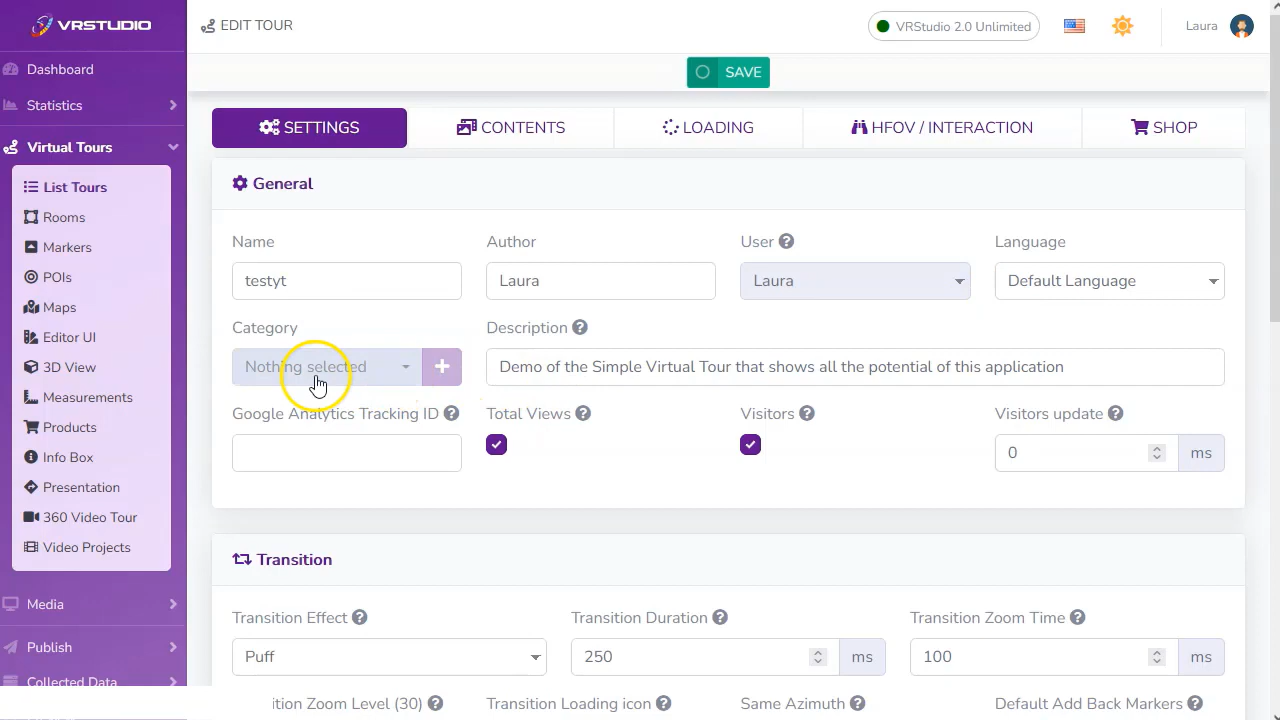 VRSTUDIO
EDIT TOUR
VRStudio 2.0 Unlimited
Laura
SAVE
Dashboard
Statistics
Virtual Tours
List Tours
Rooms
Markers
POIs
Maps
Editor UI
3D View
Measurements
Products
Info Box
Presentation
360 Video Tour
Video Projects
Media
Publish
Collected Data
SETTINGS
CONTENTS
LOADING
HFOV / INTERACTION
SHOP
General
Name
Author
User
Language
testyt
Laura
Laura
Default Language
Category
Description
Nothing selected
Demo of the Simple Virtual Tour that shows all the potential of this application
Google Analytics Tracking ID
Total Views
Visitors
Visitors update
0 ms
Transition
Transition Effect
Transition Duration
Transition Zoom Time
Puff
250 ms
100 ms
ition Zoom Level (30)
Transition Loading icon
Same Azimuth
Default Add Back Markers